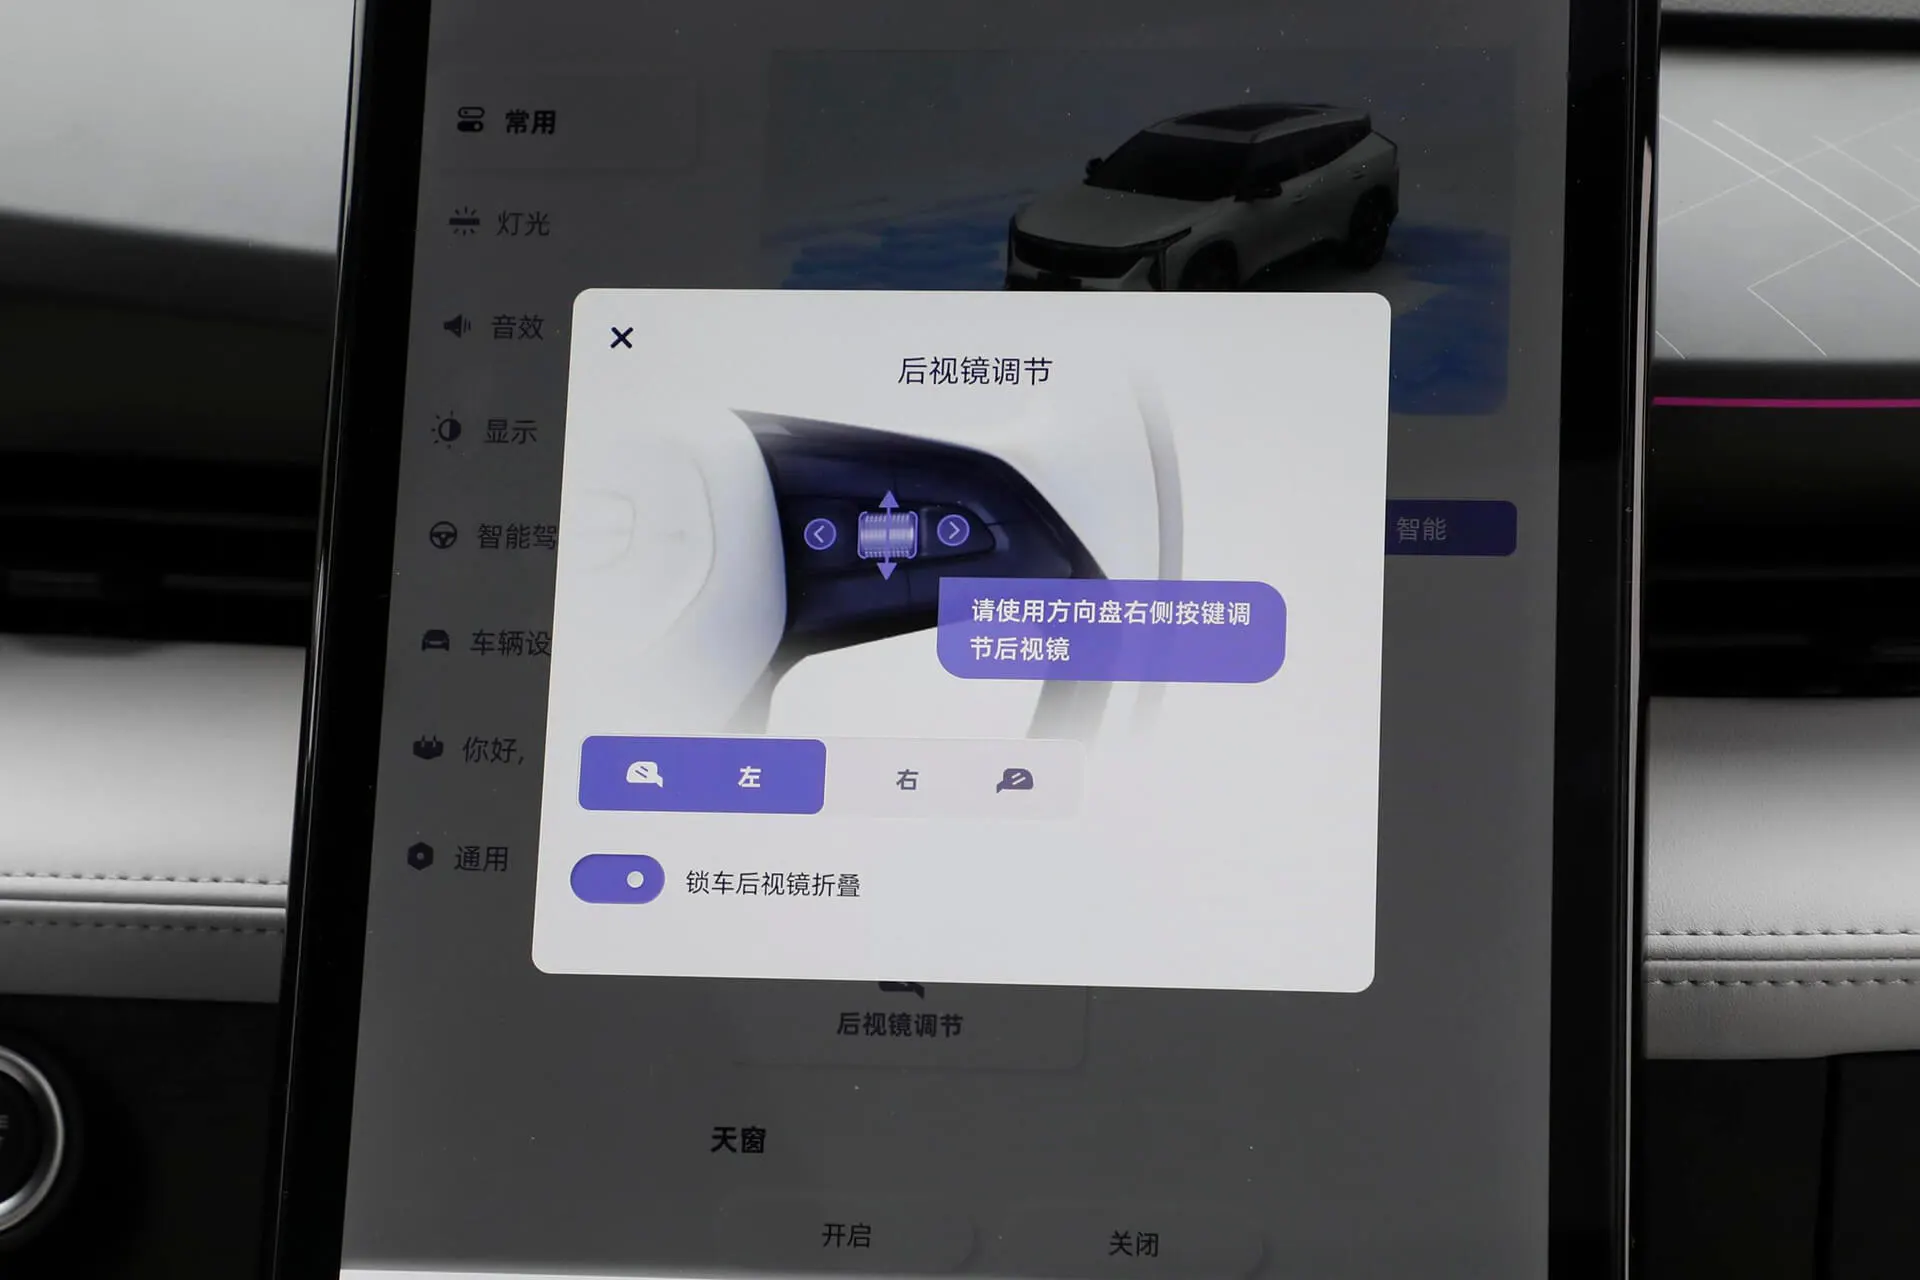 常用
灯光
音效
显示
智能驾
车辆设
你好,
通用
后视镜调节
请使用方向盘右侧按键调
节后视镜
左
右
锁车后视镜折叠
智能
后视镜调节
天窗
开启
关闭